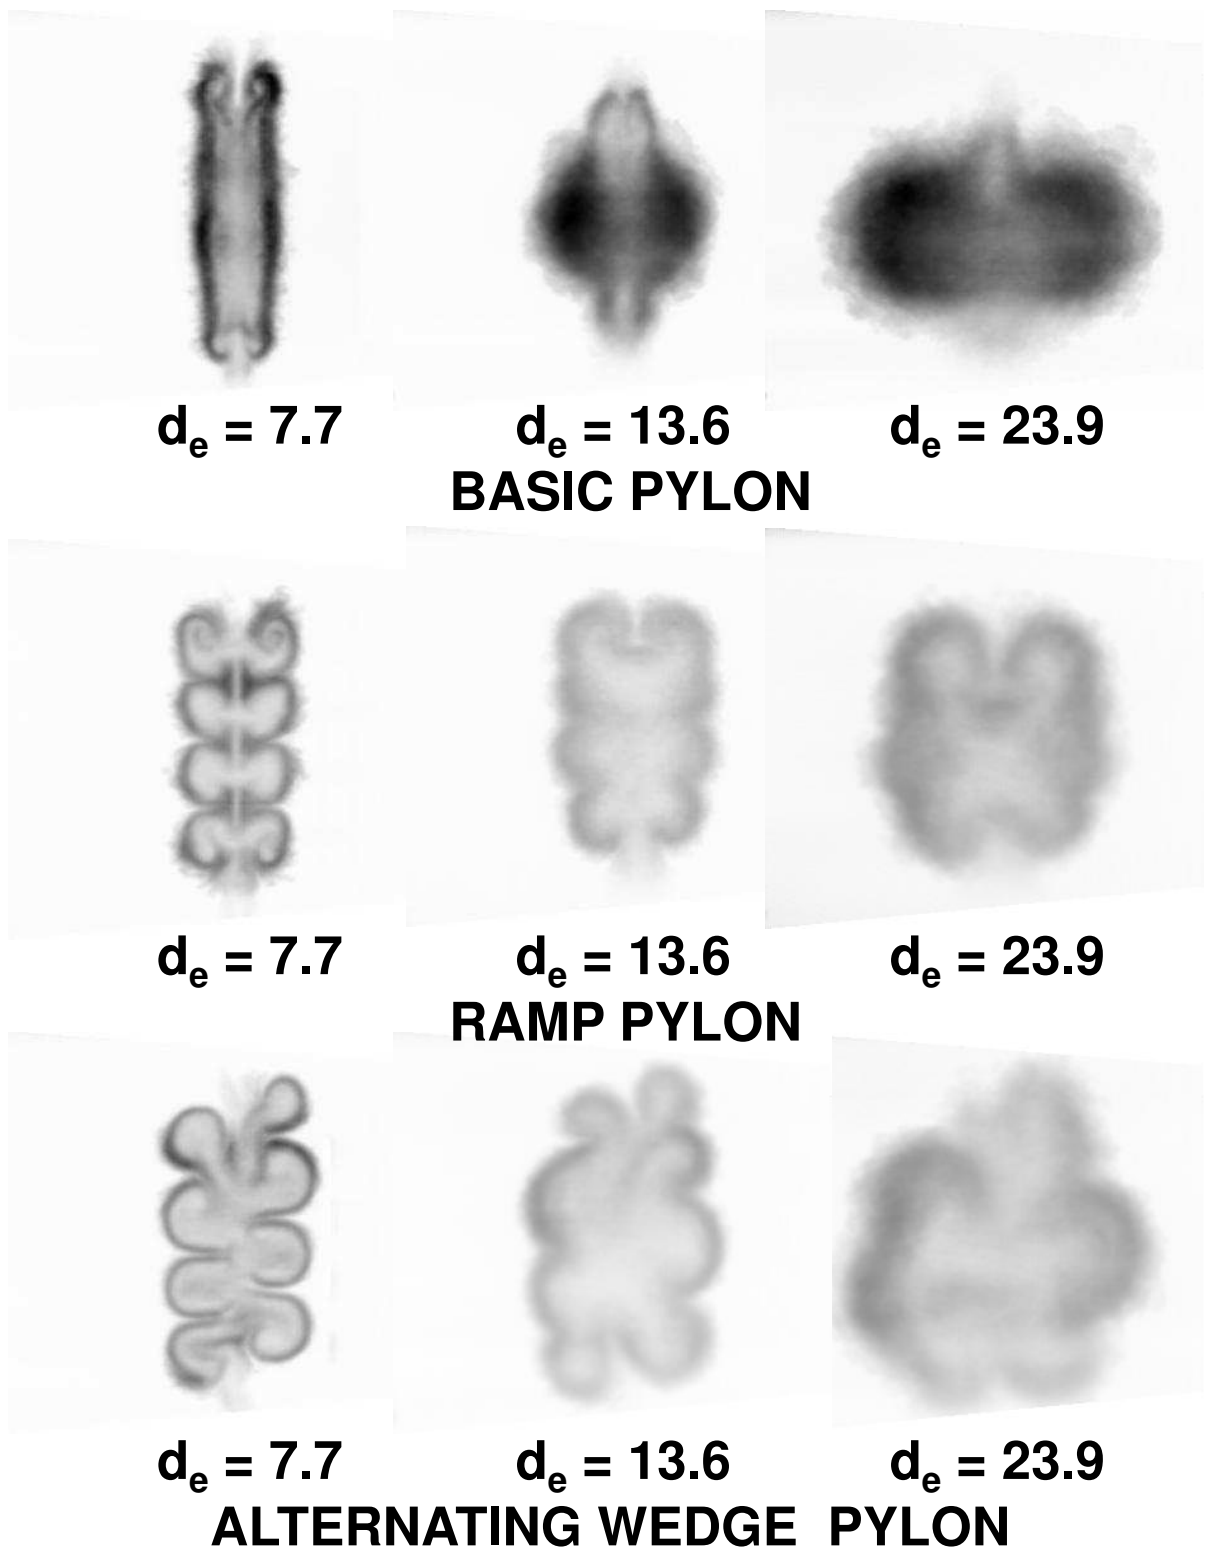 dₑ = 7.7 dₑ = 13.6 dₑ = 23.9
BASIC PYLON
dₑ = 7.7 dₑ = 13.6 dₑ = 23.9
RAMP PYLON
dₑ = 7.7 dₑ = 13.6 dₑ = 23.9
ALTERNATING WEDGE PYLON